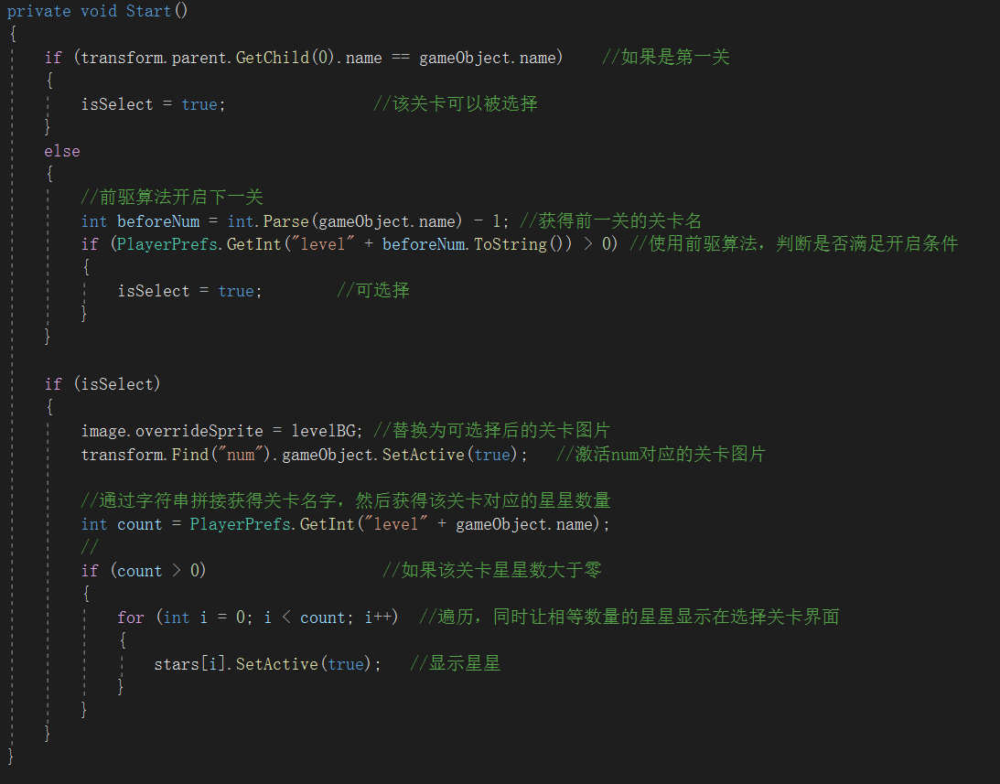 private void Start()
{
    if (transform.parent.GetChild(0).name == gameObject.name)    //如果是第一关
    {
        isSelect = true;                //该关卡可以被选择
    }
    else
    {
        //前驱算法开启下一关
        int beforeNum = int.Parse(gameObject.name) - 1; //获得前一关的关卡名
        if (PlayerPrefs.GetInt("level" + beforeNum.ToString()) > 0) //使用前驱算法，判断是否满足开启条件
        {
            isSelect = true;        //可选择
        }
    }

    if (isSelect)
    {
        image.overrideSprite = levelBG; //替换为可选择后的关卡图片
        transform.Find("num").gameObject.SetActive(true);   //激活num对应的关卡图片

        //通过字符串拼接获得关卡名字，然后获得该关卡对应的星星数量
        int count = PlayerPrefs.GetInt("level" + gameObject.name);
        //
        if (count > 0)                   //如果该关卡星星数大于零
        {
            for (int i = 0; i < count; i++)  //遍历，同时让相等数量的星星显示在选择关卡界面
            {
                stars[i].SetActive(true);   //显示星星
            }
        }
    }
}